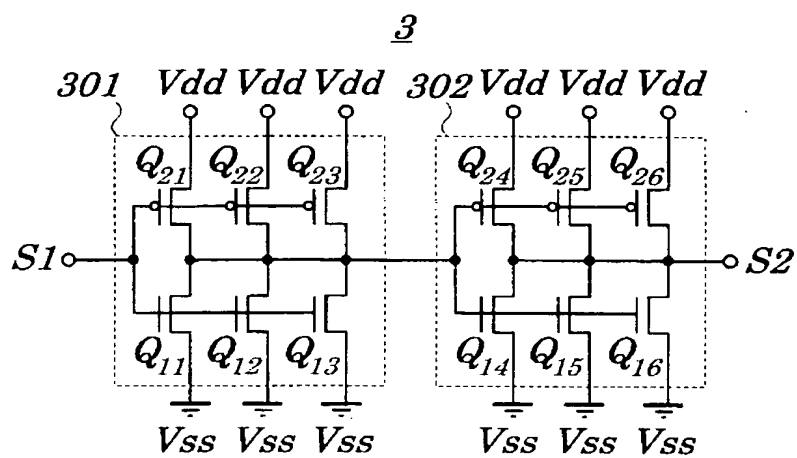 3
301 Vdd Vdd Vdd 302 Vdd Vdd Vdd
Q21 Q22 Q23 Q24 Q25 Q26
S1 S2
Q11 Q12 Q13 Q14 Q15 Q16
Vss Vss Vss Vss Vss Vss